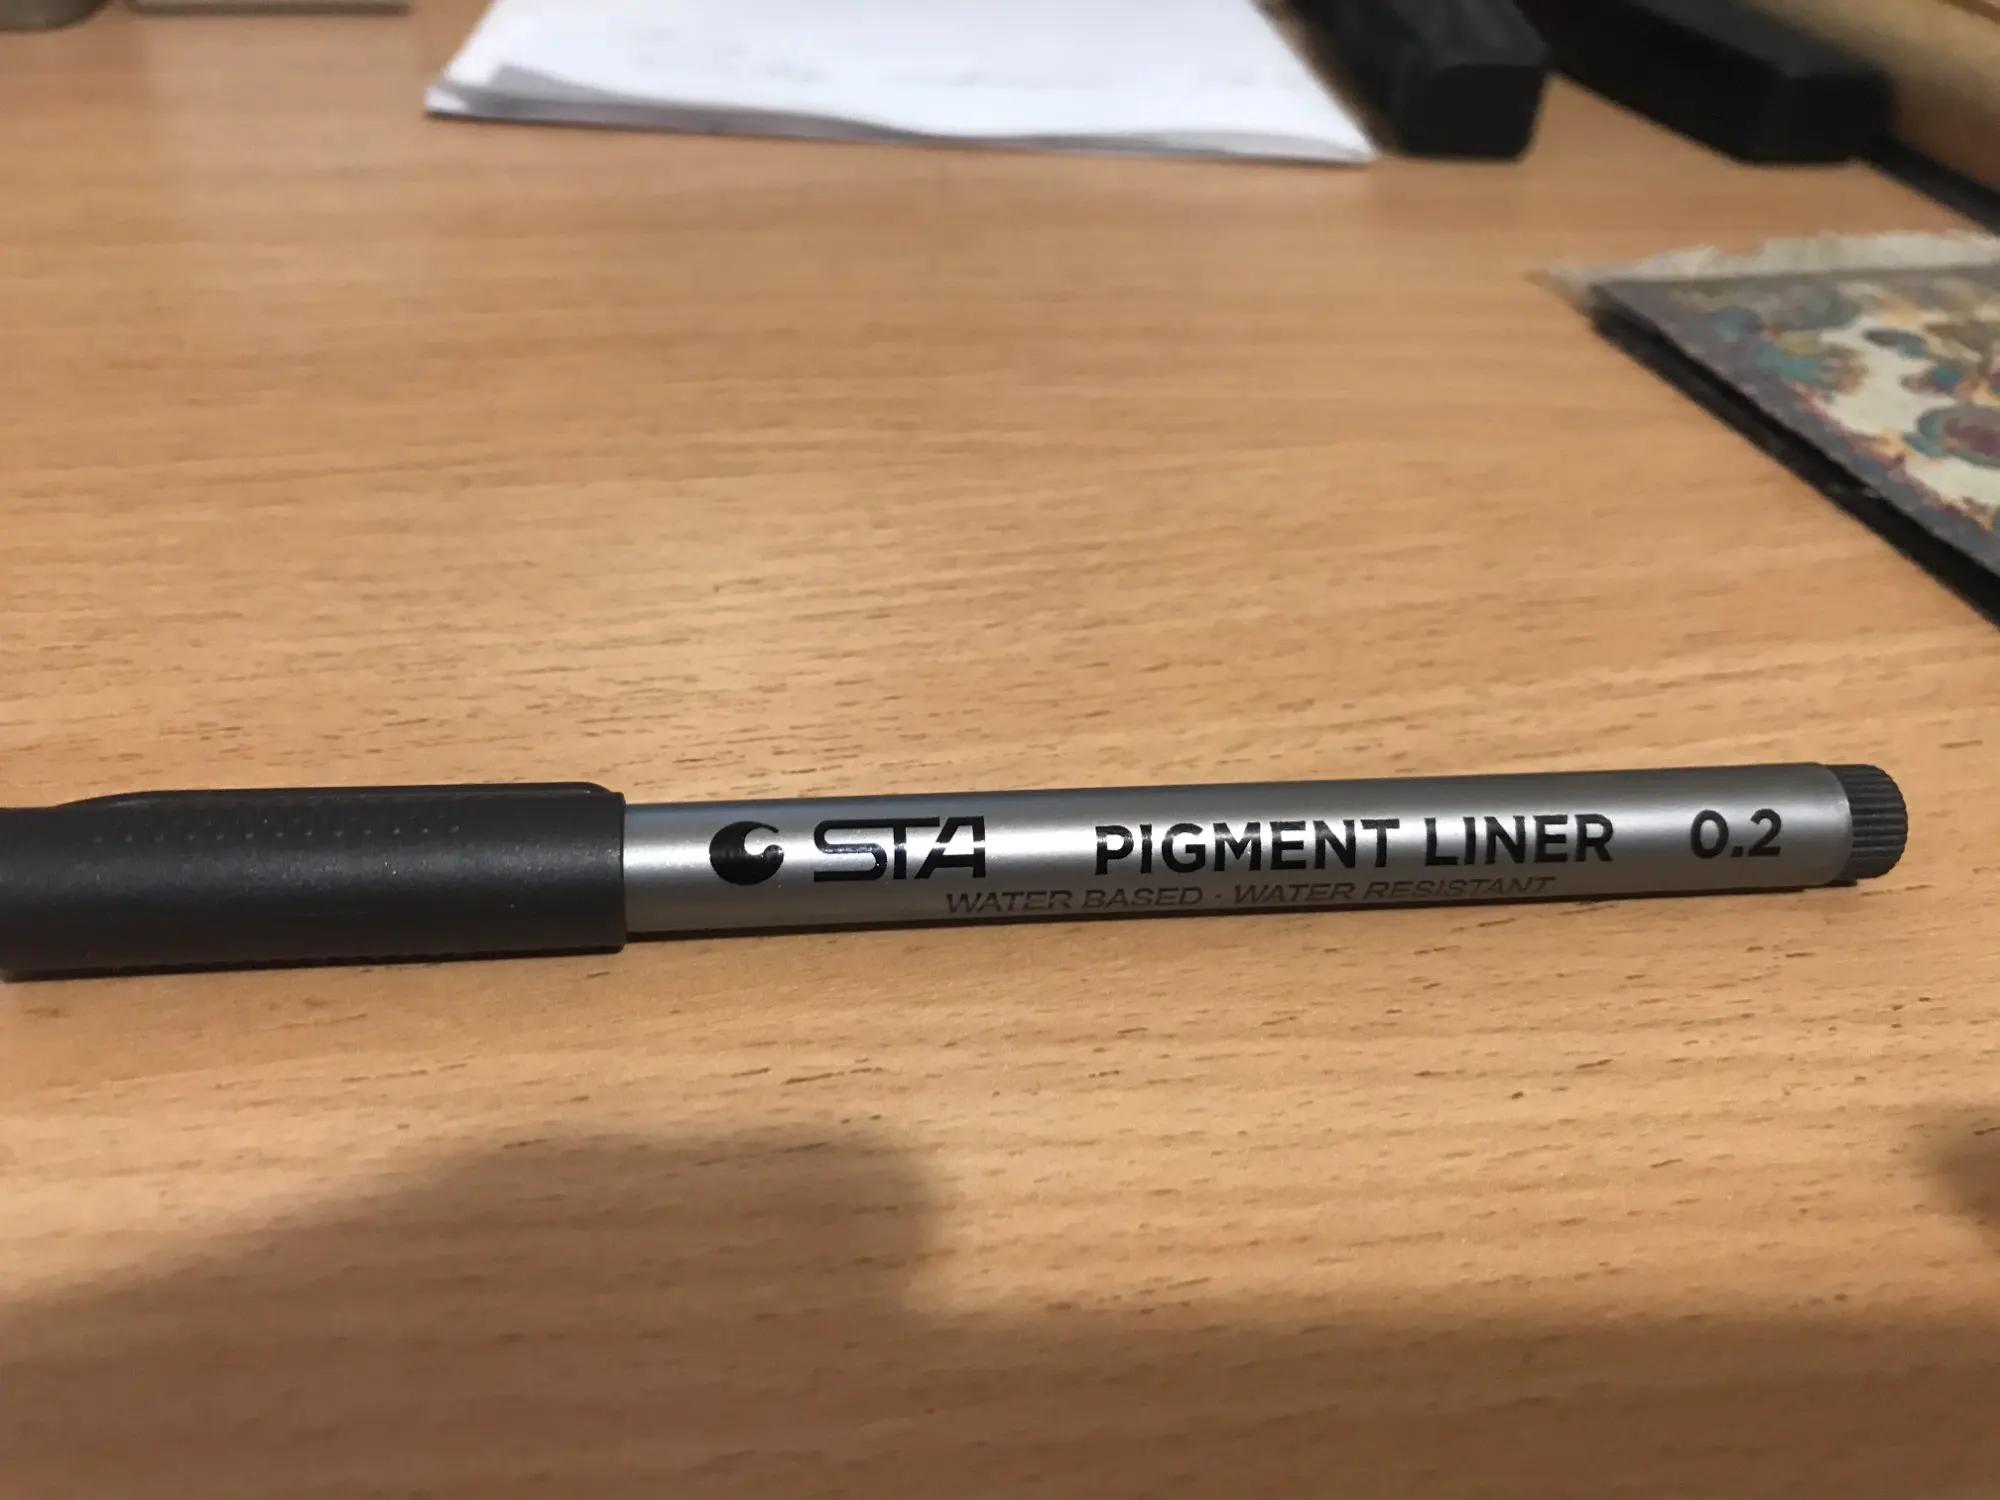 STA PIGMENT LINER 0.2
WATER BASED · WATER RESISTANT